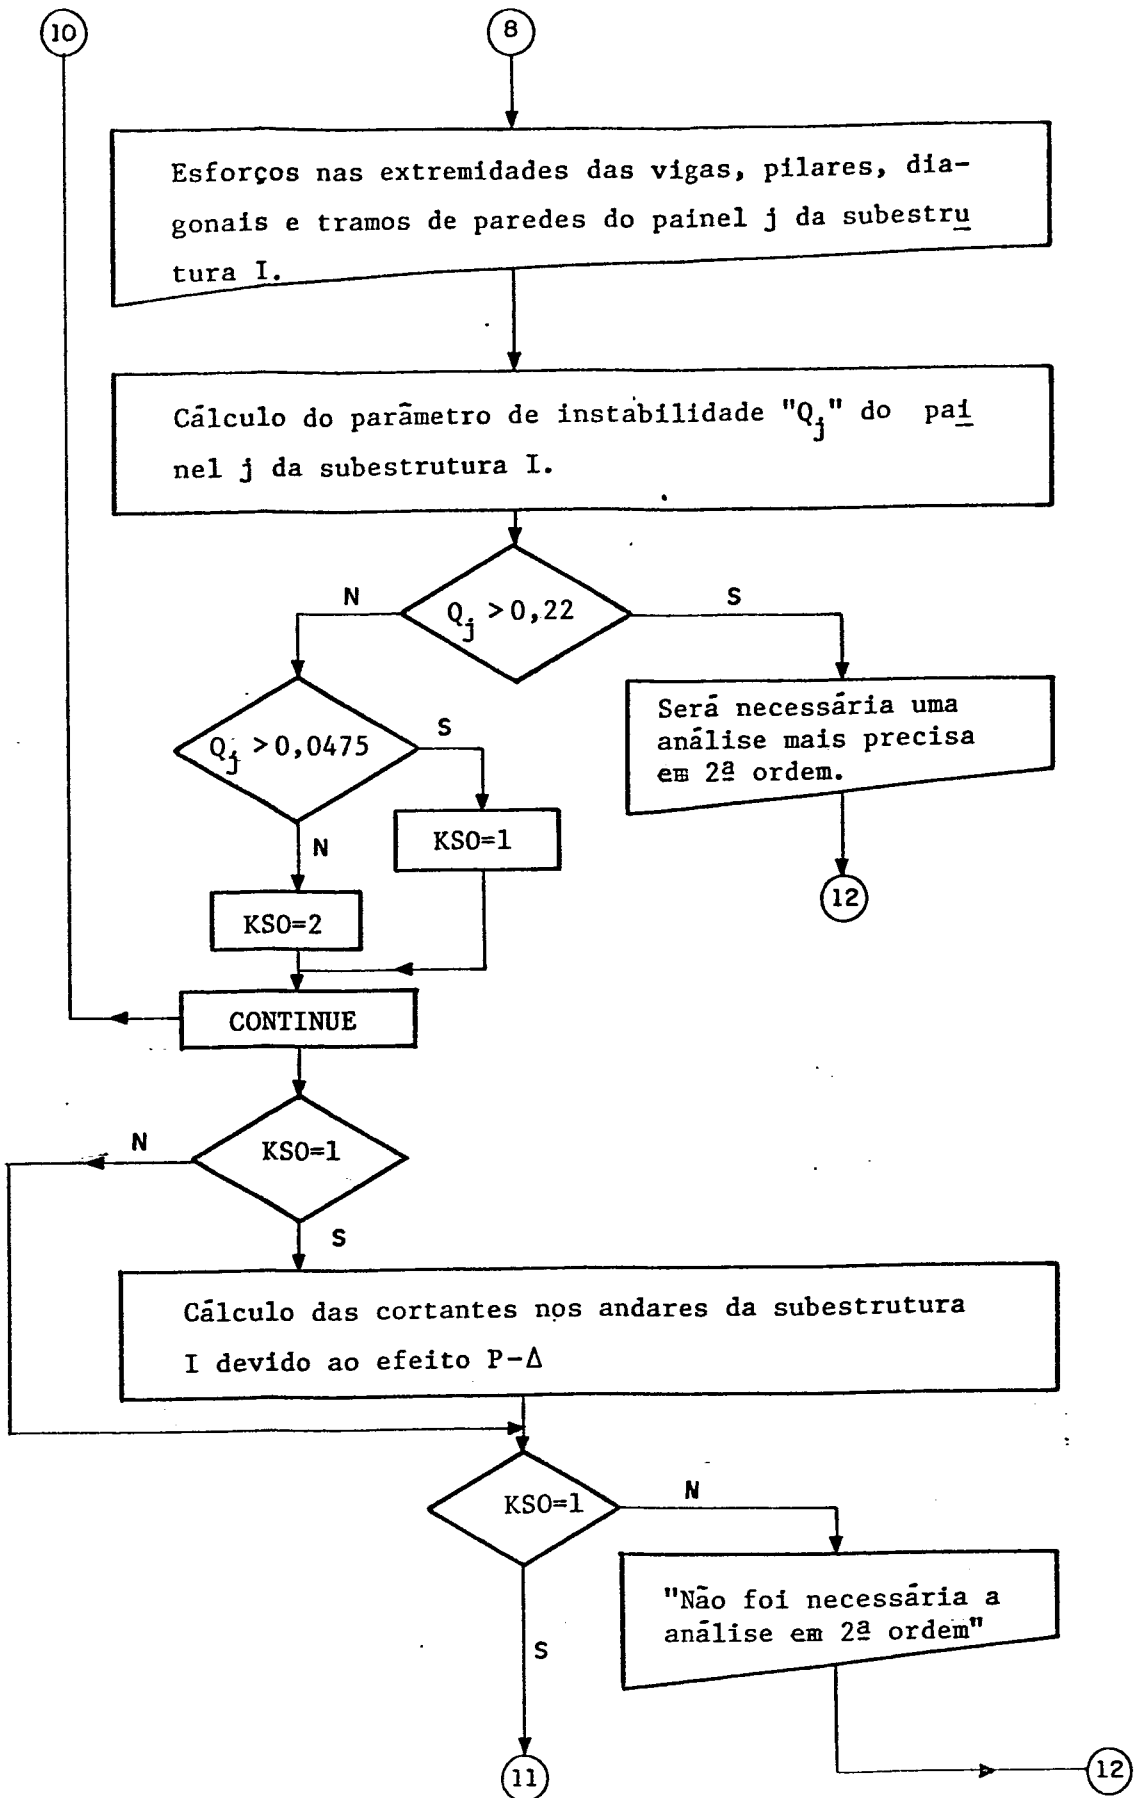 10
8
Esforços nas extremidades das vigas, pilares, dia-
gonais e tramos de paredes do painel j da subestru
tura I.
Cálculo do parâmetro de instabilidade "Qj" do pai
nel j da subestrutura I.
N
Qj > 0,22
S
Qj > 0,0475
S
Será necessária uma
análise mais precisa
em 2ª ordem.
KSO=1
N
12
KSO=2
CONTINUE
N
KSO=1
S
Cálculo das cortantes nos andares da subestrutura
I devido ao efeito P-Δ
KSO=1
N
"Não foi necessária a
análise em 2ª ordem"
S
11
12